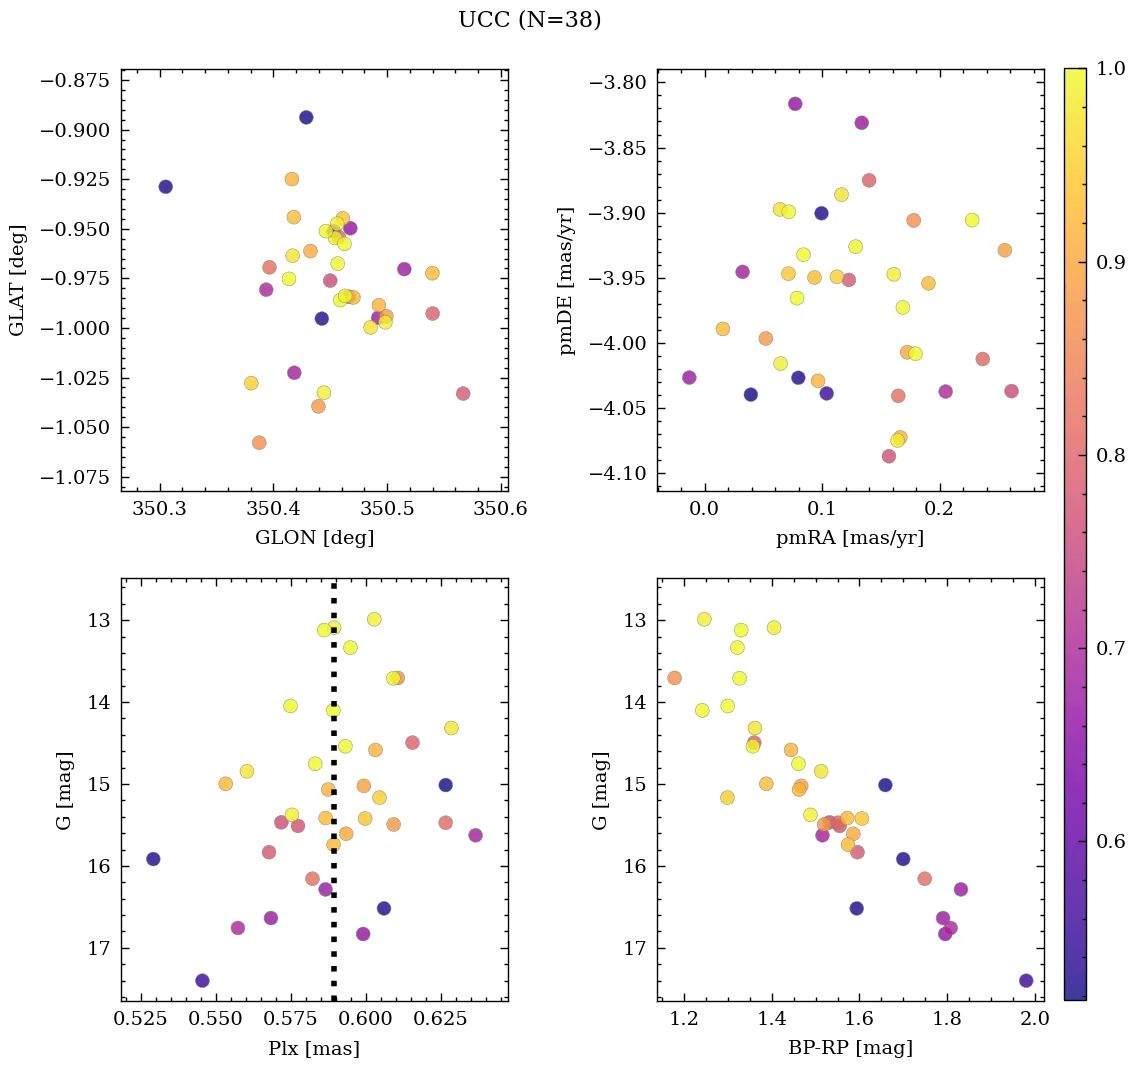 UCC (N=38)
−0.875
−0.900
−0.925
−0.950
−0.975
−1.000
−1.025
−1.050
−1.075
GLAT [deg]
350.3 350.4 350.5 350.6
GLON [deg]
−3.80
−3.85
−3.90
−3.95
−4.00
−4.05
−4.10
pmDE [mas/yr]
0.0 0.1 0.2
pmRA [mas/yr]
1.0
0.9
0.8
0.7
0.6
13
14
15
16
17
G [mag]
0.525 0.550 0.575 0.600 0.625
Plx [mas]
13
14
15
16
17
G [mag]
1.2 1.4 1.6 1.8 2.0
BP-RP [mag]